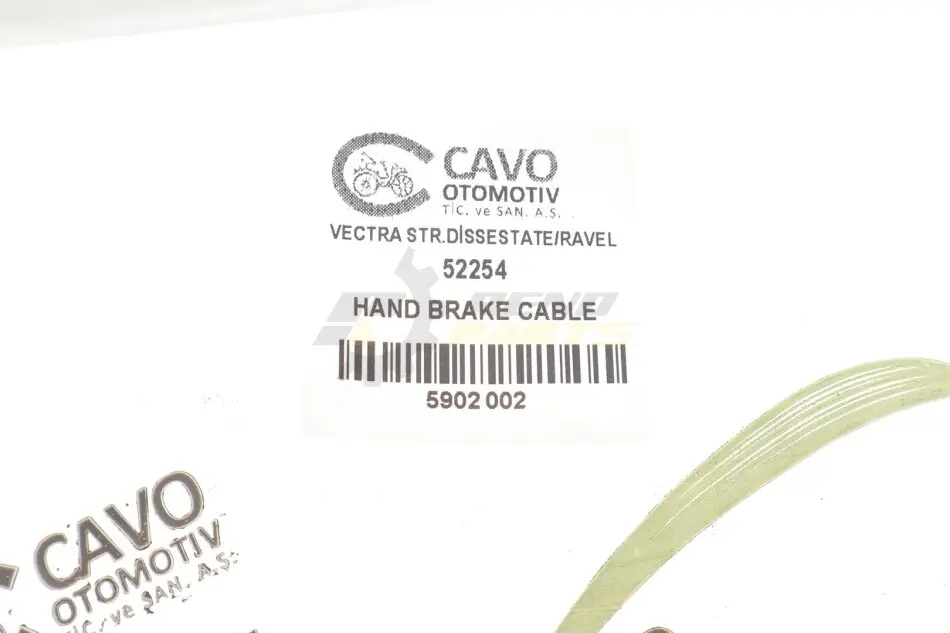 CAVO
OTOMOTIV
TİC. ve SAN. A.S.
VECTRA STR.DİSSESTATE/RAVEL
52254
HAND BRAKE CABLE
5902 002
CAVO
OTOMOTIV
TİC. ve SAN. A.S.